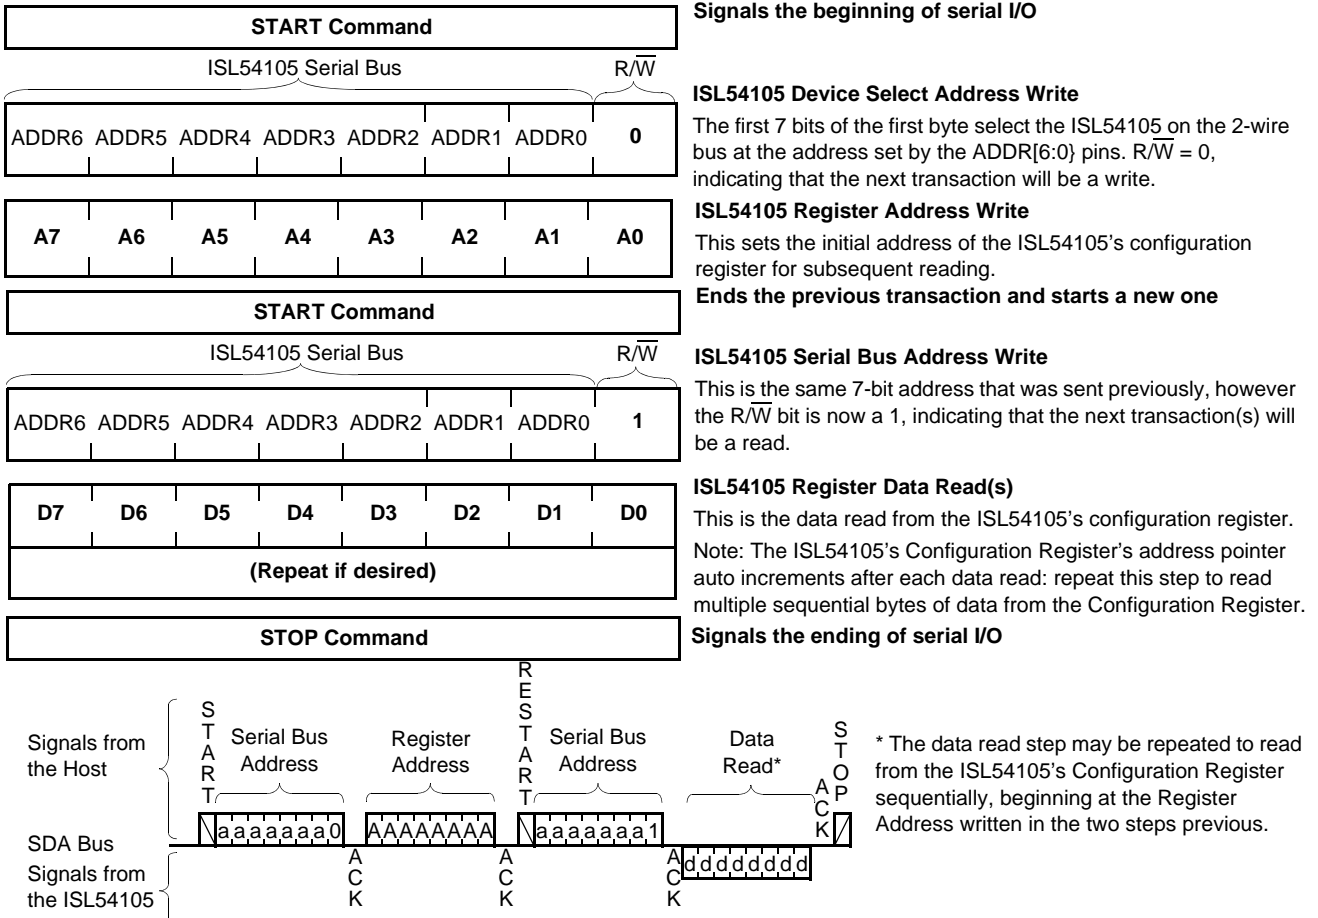 START Command
Signals the beginning of serial I/O
ISL54105 Serial Bus
R/W
ADDR6 ADDR5 ADDR4 ADDR3 ADDR2 ADDR1 ADDR0 0
ISL54105 Device Select Address Write
The first 7 bits of the first byte select the ISL54105 on the 2-wire
bus at the address set by the ADDR[6:0} pins. R/W = 0,
indicating that the next transaction will be a write.
A7 A6 A5 A4 A3 A2 A1 A0
ISL54105 Register Address Write
This sets the initial address of the ISL54105's configuration
register for subsequent reading.
START Command
Ends the previous transaction and starts a new one
ISL54105 Serial Bus
R/W
ADDR6 ADDR5 ADDR4 ADDR3 ADDR2 ADDR1 ADDR0 1
ISL54105 Serial Bus Address Write
This is the same 7-bit address that was sent previously, however
the R/W bit is now a 1, indicating that the next transaction(s) will
be a read.
D7 D6 D5 D4 D3 D2 D1 D0
(Repeat if desired)
ISL54105 Register Data Read(s)
This is the data read from the ISL54105's configuration register.
Note: The ISL54105's Configuration Register's address pointer
auto increments after each data read: repeat this step to read
multiple sequential bytes of data from the Configuration Register.
STOP Command
Signals the ending of serial I/O
Signals from
the Host
START
Serial Bus
Address
Register
Address
RESTART
Serial Bus
Address
Data
Read*
ACK
STOP
aaaaaaa0
AAAAAAAA
aaaaaaa1
SDA Bus
Signals from
the ISL54105
ACK
ACK
ACK
dddddddd
* The data read step may be repeated to read
from the ISL54105's Configuration Register
sequentially, beginning at the Register
Address written in the two steps previous.